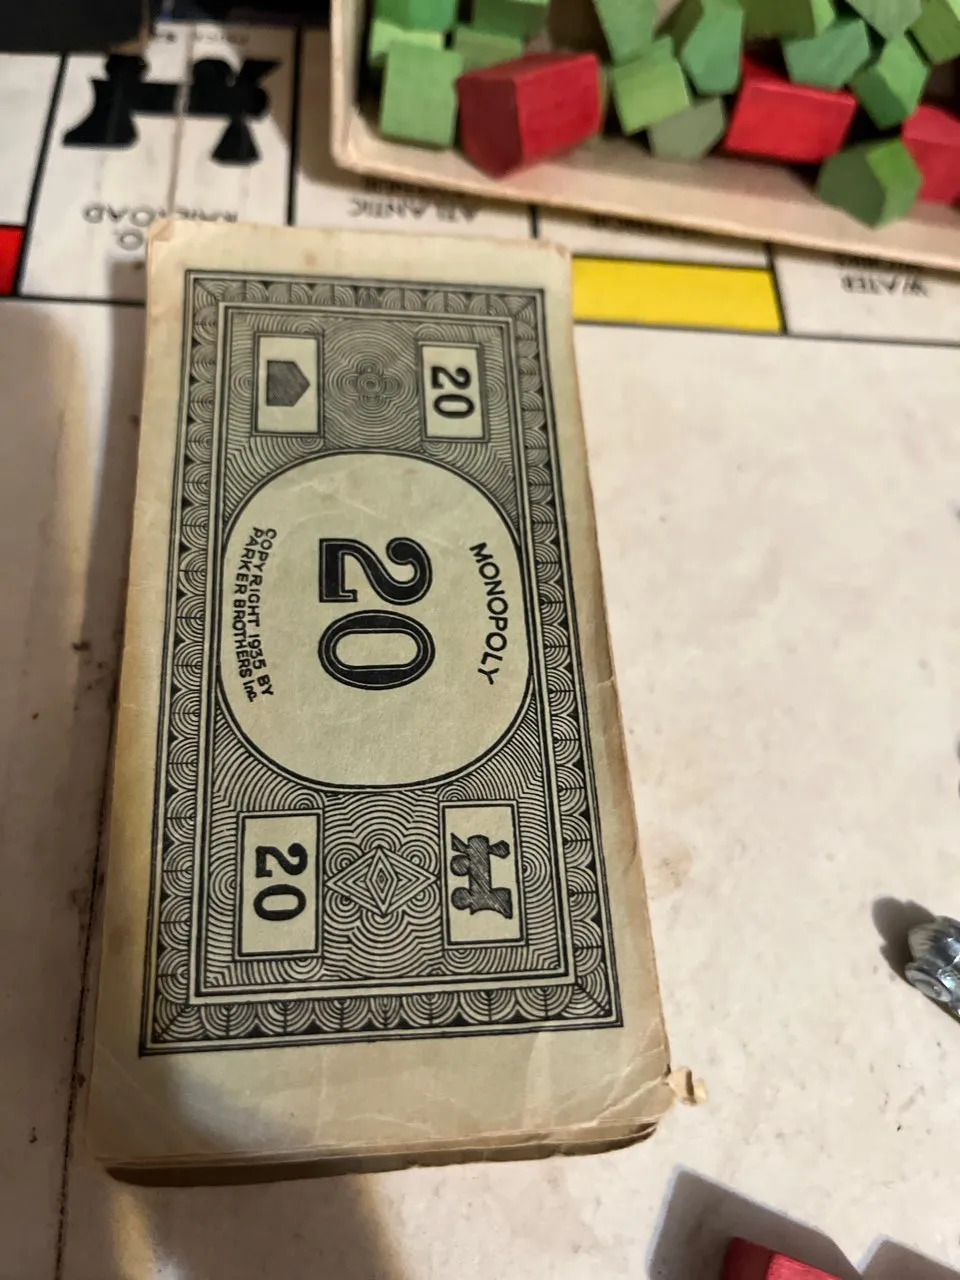 20
MONOPOLY
20
COPYRIGHT 1935 BY
PARKER BROTHERS Inc.
20
RAILROAD
ATLANTIC
WATER